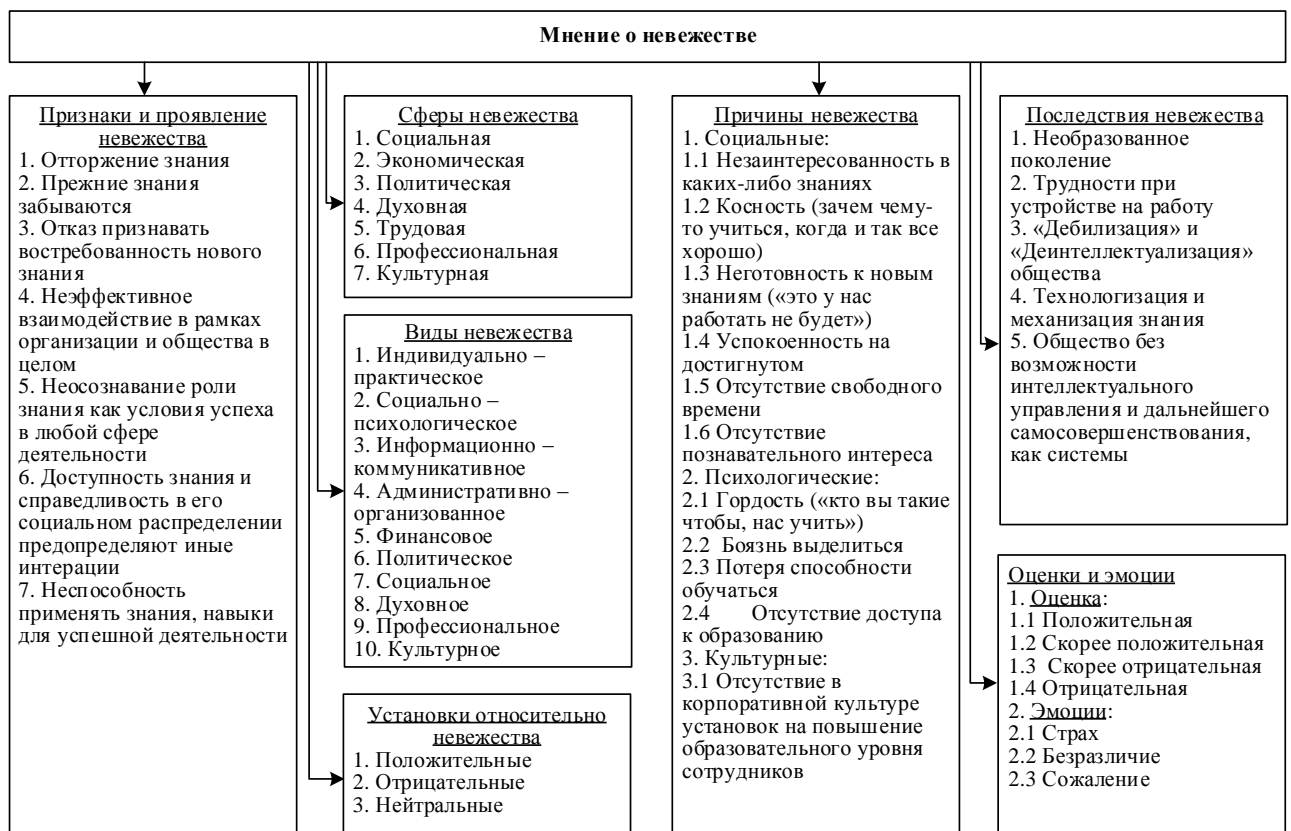 Мнение о невежестве
Признаки и проявление
невежества
1. Отторжение знания
2. Прежние знания
забываются
3. Отказ признавать
востребованность нового
знания
4. Неэффективное
взаимодействие в рамках
организации и общества в
целом
5. Неосознавание роли
знания как условия успеха
в любой сфере
деятельности
6. Доступность знания и
справедливость в его
социальном распределении
предопределяют иные
интерации
7. Неспособность
применять знания, навыки
для успешной деятельности
Сферы невежества
1. Социальная
2. Экономическая
3. Политическая
4. Духовная
5. Трудовая
6. Профессиональная
7. Культурная
Виды невежества
1. Индивидуально –
практическое
2. Социально –
психологическое
3. Информационно –
коммуникативное
4. Административно –
организованное
5. Финансовое
6. Политическое
7. Социальное
8. Духовное
9. Профессиональное
10. Культурное
Установки относительно
невежества
1. Положительные
2. Отрицательные
3. Нейтральные
Причины невежества
1. Социальные:
1.1 Незаинтересованность в
каких-либо знаниях
1.2 Косность (зачем чему-
то учиться, когда и так все
хорошо)
1.3 Неготовность к новым
знаниям («это у нас
работать не будет»)
1.4 Успокоенность на
достигнутом
1.5 Отсутствие свободного
времени
1.6 Отсутствие
познавательного интереса
2. Психологические:
2.1 Гордость («кто вы такие
чтобы, нас учить»)
2.2 Боязнь выделиться
2.3 Потеря способности
обучаться
2.4 Отсутствие доступа
к образованию
3. Культурные:
3.1 Отсутствие в
корпоративной культуре
установок на повышение
образовательного уровня
сотрудников
Последствия невежества
1. Необразованное
поколение
2. Трудности при
устройстве на работу
3. «Дебилизация» и
«Деинтеллектуализация»
общества
4. Технологизация и
механизация знания
5. Общество без
возможности
интеллектуального
управления и дальнейшего
самосовершенствования,
как системы
Оценки и эмоции
1. Оценка:
1.1 Положительная
1.2 Скорее положительная
1.3 Скорее отрицательная
1.4 Отрицательная
2. Эмоции:
2.1 Страх
2.2 Безразличие
2.3 Сожаление